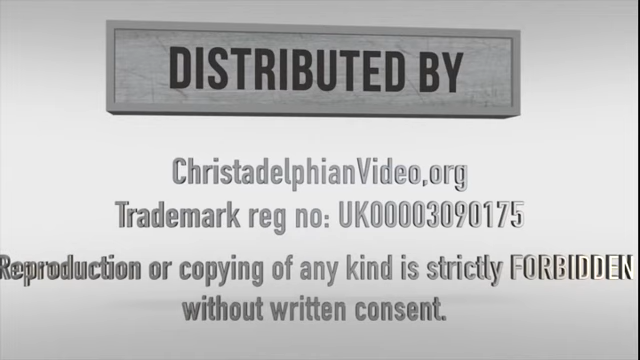 DISTRIBUTED BY
ChristadelphianVideo.org
Trademark reg no: UK00003090175
Reproduction or copying of any kind is strictly FORBIDDEN
without written consent.